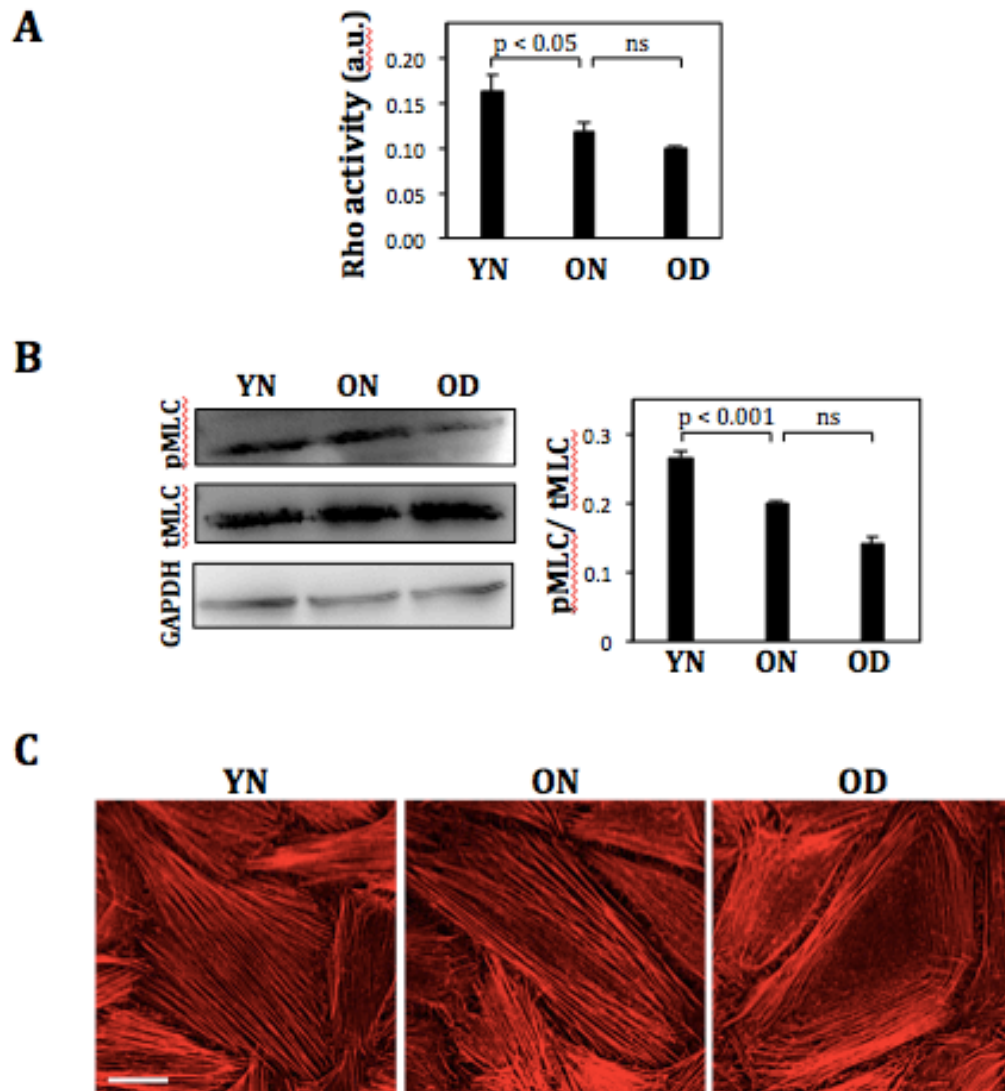 A
Rho activity (a.u.)
p < 0.05
ns
0.20
0.15
0.10
0.05
0.00
YN ON OD
B
YN ON OD
pMLC
tMLC
GAPDH
pMLC/ tMLC
p < 0.001
ns
0.3
0.2
0.1
0
YN ON OD
C
YN ON OD